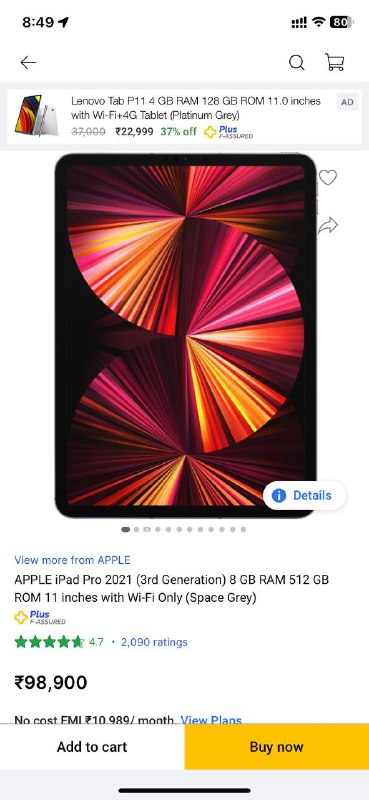 8:49
80
Lenovo Tab P11 4 GB RAM 128 GB ROM 11.0 inches
with Wi-Fi+4G Tablet (Platinum Grey)
AD
37,000 ₹22,999 37% off Plus F-ASSURED
Details
View more from APPLE
APPLE iPad Pro 2021 (3rd Generation) 8 GB RAM 512 GB
ROM 11 inches with Wi-Fi Only (Space Grey)
Plus
F-ASSURED
4.7 • 2,090 ratings
₹98,900
No cost EMI ₹10,989/ month. View Plans
Add to cart
Buy now